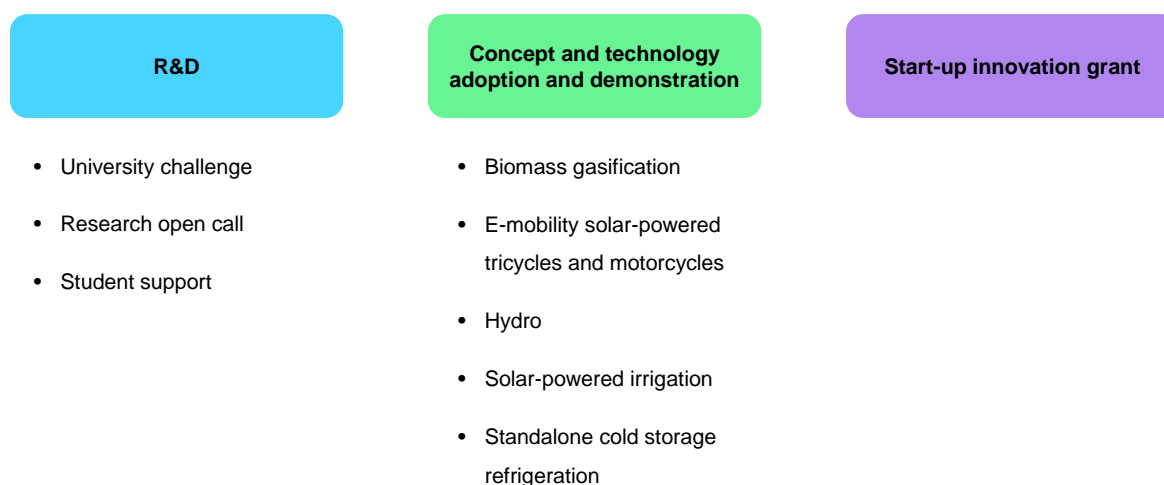 R&D
• University challenge
• Research open call
• Student support
Concept and technology
adoption and demonstration
• Biomass gasification
• E-mobility solar-powered
tricycles and motorcycles
• Hydro
• Solar-powered irrigation
• Standalone cold storage
refrigeration
Start-up innovation grant